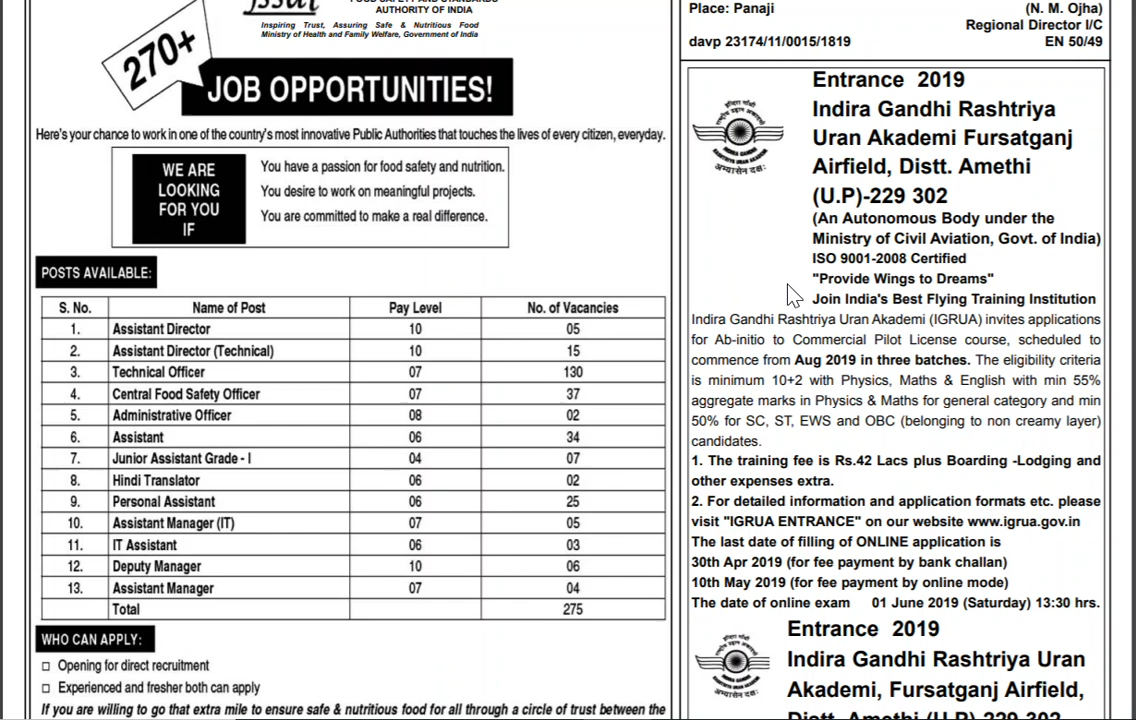 fssai
FOOD SAFETY AND STANDARDS
AUTHORITY OF INDIA
Inspiring Trust, Assuring Safe & Nutritious Food
Ministry of Health and Family Welfare, Government of India
270+
JOB OPPORTUNITIES!
Here's your chance to work in one of the country's most innovative Public Authorities that touches the lives of every citizen, everyday.
WE ARE
LOOKING
FOR YOU
IF
You have a passion for food safety and nutrition.
You desire to work on meaningful projects.
You are committed to make a real difference.
POSTS AVAILABLE:
S. No. Name of Post Pay Level No. of Vacancies
1. Assistant Director 10 05
2. Assistant Director (Technical) 10 15
3. Technical Officer 07 130
4. Central Food Safety Officer 07 37
5. Administrative Officer 08 02
6. Assistant 06 34
7. Junior Assistant Grade - I 04 07
8. Hindi Translator 06 02
9. Personal Assistant 06 25
10. Assistant Manager (IT) 07 05
11. IT Assistant 06 03
12. Deputy Manager 10 06
13. Assistant Manager 07 04
Total 275
WHO CAN APPLY:
Opening for direct recruitment
Experienced and fresher both can apply
If you are willing to go that extra mile to ensure safe & nutritious food for all through a circle of trust between the
Place: Panaji (N. M. Ojha)
Regional Director I/C
davp 23174/11/0015/1819 EN 50/49
Entrance 2019
Indira Gandhi Rashtriya
Uran Akademi Fursatganj
Airfield, Distt. Amethi
(U.P)-229 302
(An Autonomous Body under the
Ministry of Civil Aviation, Govt. of India)
ISO 9001-2008 Certified
"Provide Wings to Dreams"
Join India's Best Flying Training Institution
Indira Gandhi Rashtriya Uran Akademi (IGRUA) invites applications
for Ab-initio to Commercial Pilot License course, scheduled to
commence from Aug 2019 in three batches. The eligibility criteria
is minimum 10+2 with Physics, Maths & English with min 55%
aggregate marks in Physics & Maths for general category and min
50% for SC, ST, EWS and OBC (belonging to non creamy layer)
candidates.
1. The training fee is Rs.42 Lacs plus Boarding -Lodging and
other expenses extra.
2. For detailed information and application formats etc. please
visit "IGRUA ENTRANCE" on our website www.igrua.gov.in
The last date of filling of ONLINE application is
30th Apr 2019 (for fee payment by bank challan)
10th May 2019 (for fee payment by online mode)
The date of online exam 01 June 2019 (Saturday) 13:30 hrs.
Entrance 2019
Indira Gandhi Rashtriya Uran
Akademi, Fursatganj Airfield,
Distt. Amethi (U.P)-229 302